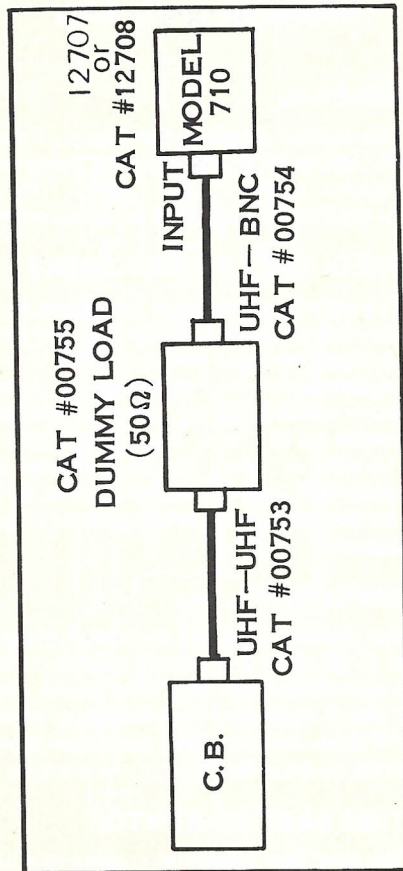 CAT #00755
DUMMY LOAD
(50Ω)
12707
or
CAT #12708
C.B.
INPUT
MODEL
710
UHF—UHF
CAT #00753
UHF—BNC
CAT #00754